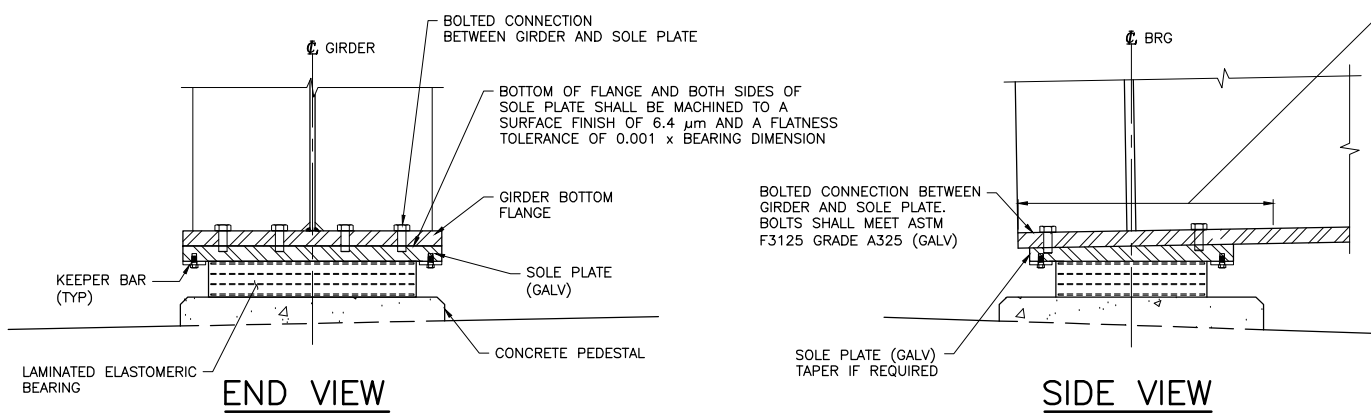 BOLTED CONNECTION
BETWEEN GIRDER AND SOLE PLATE
℄ GIRDER
BOTTOM OF FLANGE AND BOTH SIDES OF
SOLE PLATE SHALL BE MACHINED TO A
SURFACE FINISH OF 6.4 μm AND A FLATNESS
TOLERANCE OF 0.001 x BEARING DIMENSION
GIRDER BOTTOM
FLANGE
KEEPER BAR
(TYP)
SOLE PLATE
(GALV)
CONCRETE PEDESTAL
LAMINATED ELASTOMERIC
BEARING
END VIEW
℄ BRG
BOLTED CONNECTION BETWEEN
GIRDER AND SOLE PLATE.
BOLTS SHALL MEET ASTM
F3125 GRADE A325 (GALV)
SOLE PLATE (GALV)
TAPER IF REQUIRED
SIDE VIEW